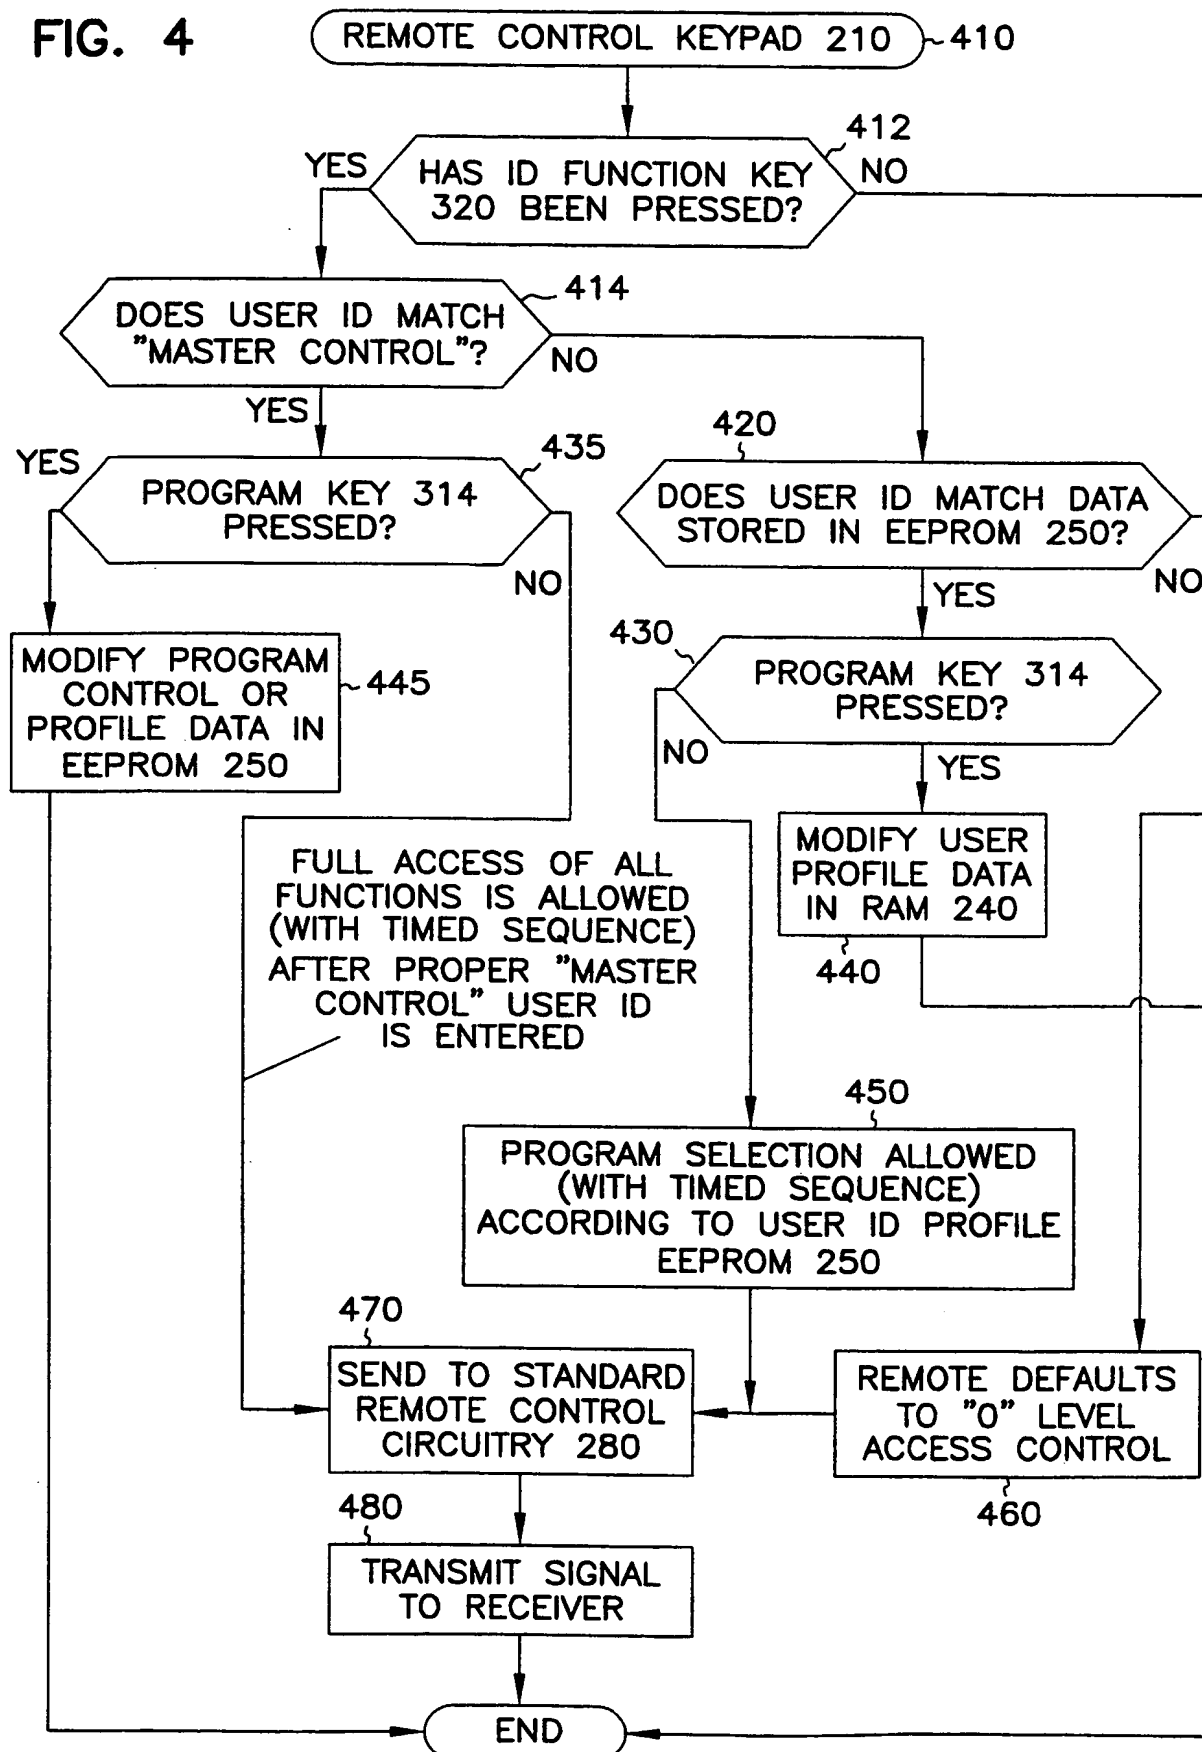 FIG. 4
REMOTE CONTROL KEYPAD 210
410
412
YES
HAS ID FUNCTION KEY
320 BEEN PRESSED?
NO
414
DOES USER ID MATCH
"MASTER CONTROL"?
NO
YES
YES
435
PROGRAM KEY 314
PRESSED?
NO
420
DOES USER ID MATCH DATA
STORED IN EEPROM 250?
NO
YES
430
PROGRAM KEY 314
PRESSED?
NO
YES
MODIFY PROGRAM
CONTROL OR
PROFILE DATA IN
EEPROM 250
445
MODIFY USER
PROFILE DATA
IN RAM 240
440
FULL ACCESS OF ALL
FUNCTIONS IS ALLOWED
(WITH TIMED SEQUENCE)
AFTER PROPER "MASTER
CONTROL" USER ID
IS ENTERED
450
PROGRAM SELECTION ALLOWED
(WITH TIMED SEQUENCE)
ACCORDING TO USER ID PROFILE
EEPROM 250
470
SEND TO STANDARD
REMOTE CONTROL
CIRCUITRY 280
REMOTE DEFAULTS
TO "0" LEVEL
ACCESS CONTROL
460
480
TRANSMIT SIGNAL
TO RECEIVER
END